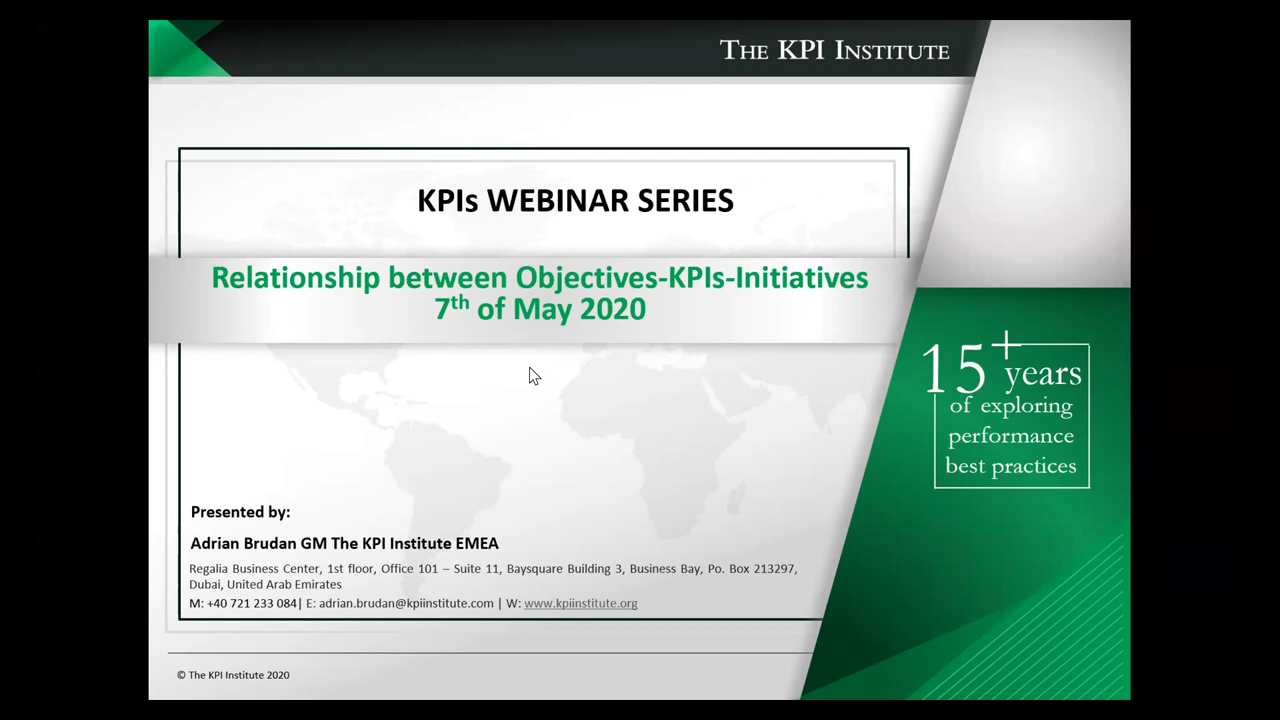 THE KPI INSTITUTE
KPIs WEBINAR SERIES
Relationship between Objectives-KPIs-Initiatives
7th of May 2020
15+ years
of exploring
performance
best practices
Presented by:
Adrian Brudan GM The KPI Institute EMEA
Regalia Business Center, 1st floor, Office 101 – Suite 11, Baysquare Building 3, Business Bay, Po. Box 213297,
Dubai, United Arab Emirates
M: +40 721 233 084| E: adrian.brudan@kpiinstitute.com | W: www.kpiinstitute.org
© The KPI Institute 2020